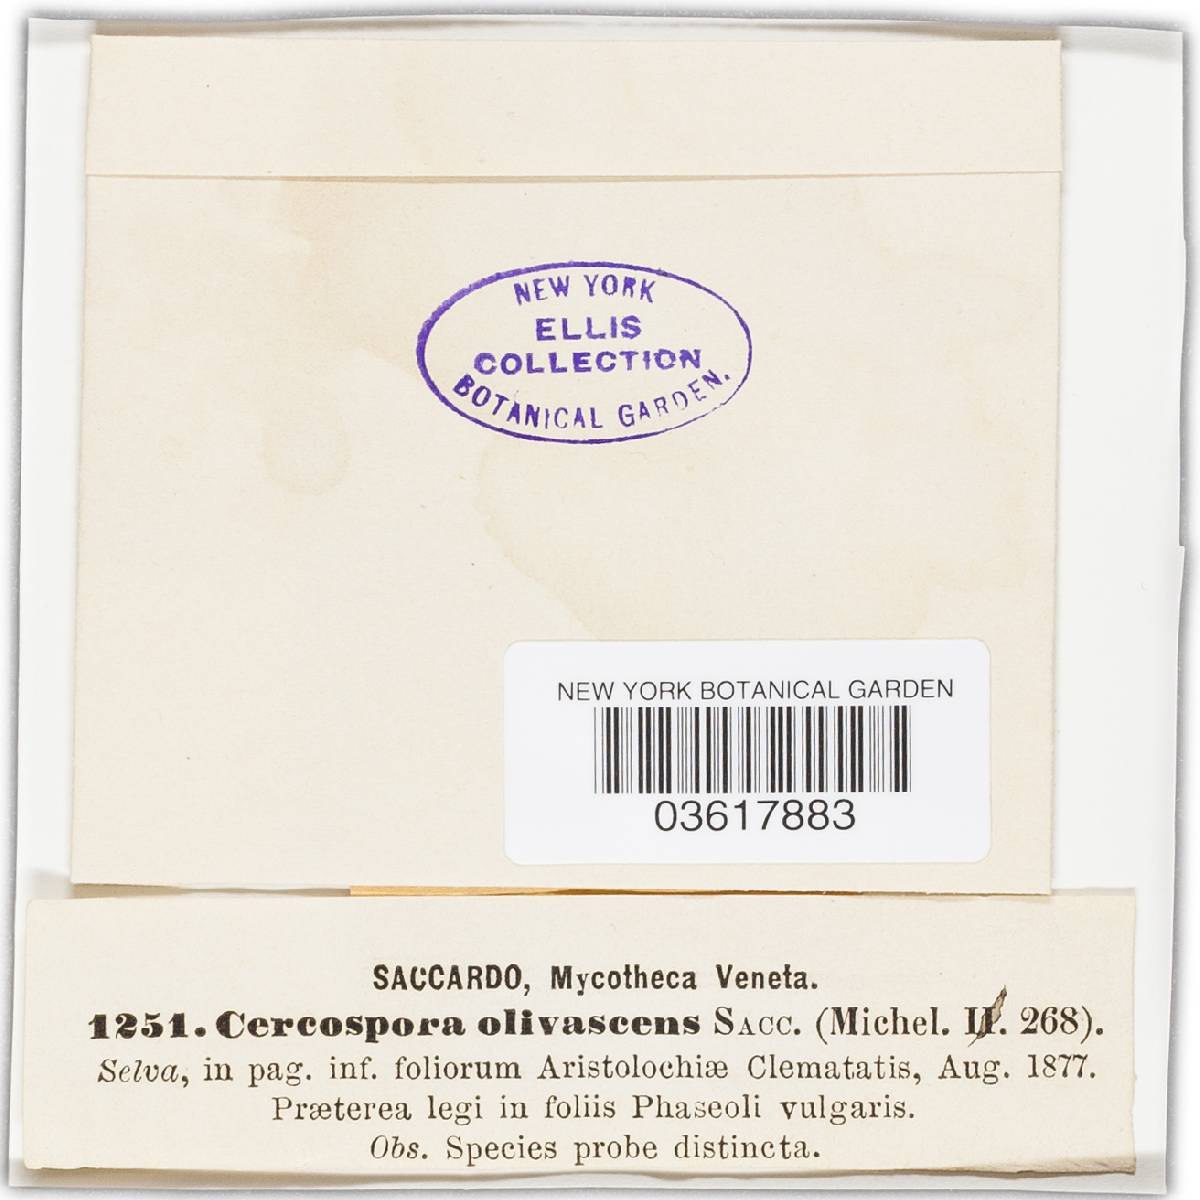 NEW YORK
ELLIS
COLLECTION
BOTANICAL GARDEN.
NEW YORK BOTANICAL GARDEN
03617883
SACCARDO, Mycotheca Veneta.
1251. Cercospora olivascens SACC. (Michel. II. 268).
Selva, in pag. inf. foliorum Aristolochiæ Clematatis, Aug. 1877.
Præterea legi in foliis Phaseoli vulgaris.
Obs. Species probe distincta.